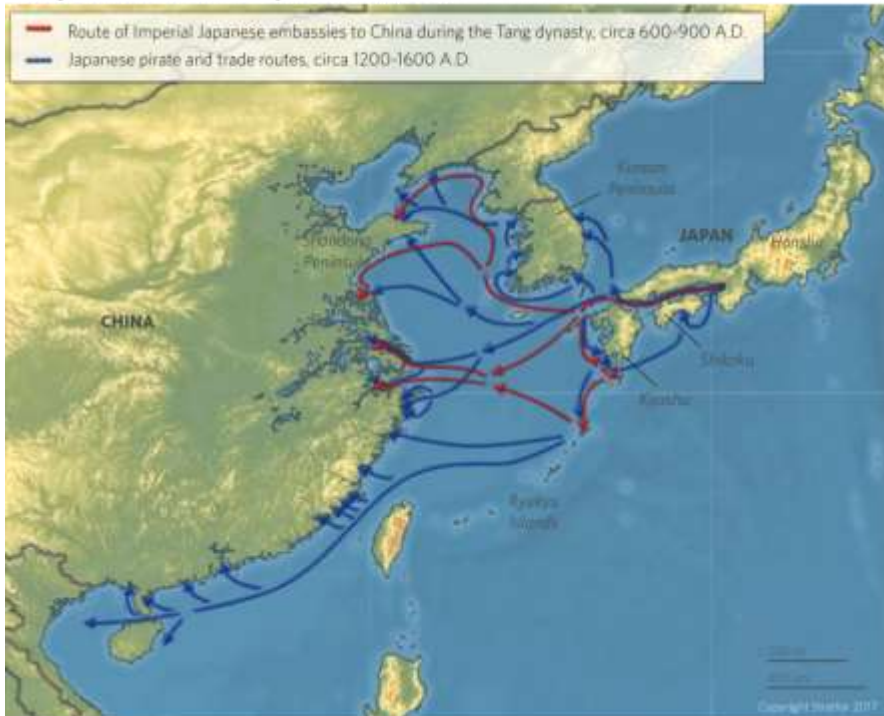 Route of Imperial Japanese embassies to China during the Tang dynasty, circa 600-900 A.D.
Japanese pirate and trade routes, circa 1200-1600 A.D.
Korean
Peninsula
JAPAN
Honshu
Shandong
Peninsula
CHINA
Shikoku
Kyushu
Ryukyu
Islands
Copyright Stratfor 2017